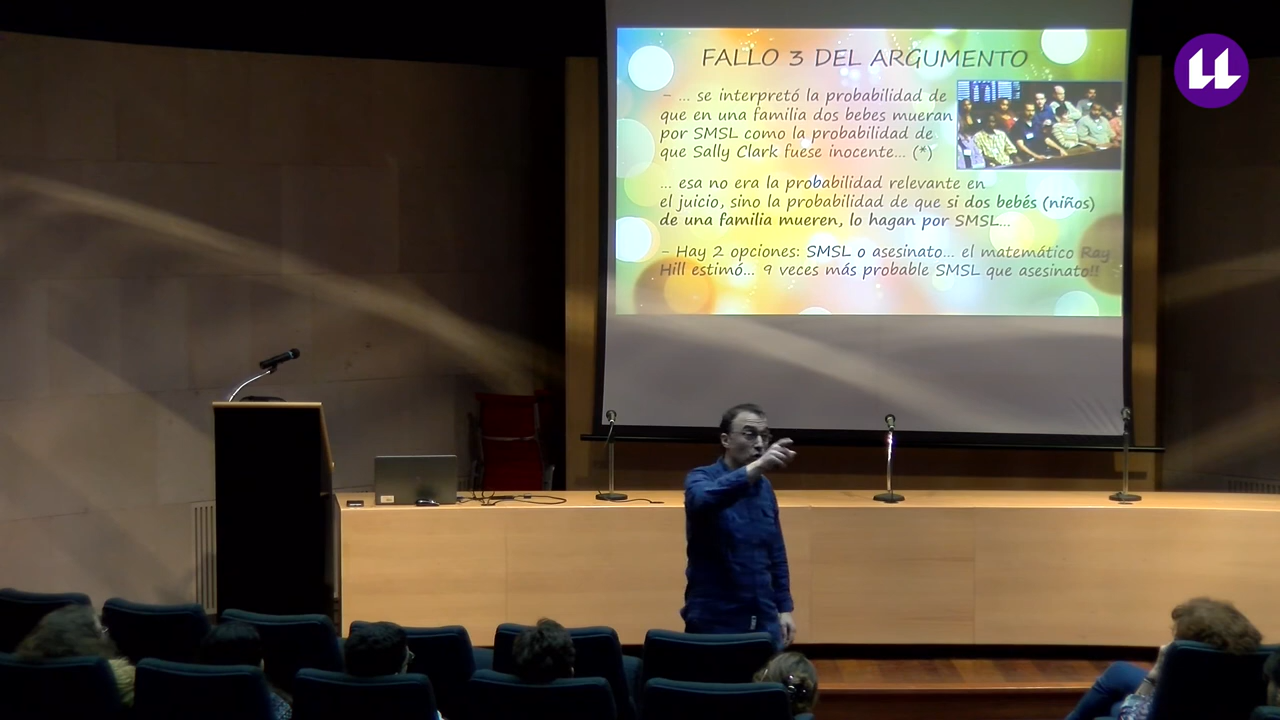 FALLO 3 DEL ARGUMENTO
– ... se interpretó la probabilidad de
que en una familia dos bebes mueran
por SMSL como la probabilidad de
que Sally Clark fuese inocente... (*)
... esa no era la probabilidad relevante en
el juicio, sino la probabilidad de que si dos bebés (niños)
de una familia mueren, lo hagan por SMSL...
– Hay 2 opciones: SMSL o asesinato... el matemático Ray
Hill estimó... 9 veces más probable SMSL que asesinato!!